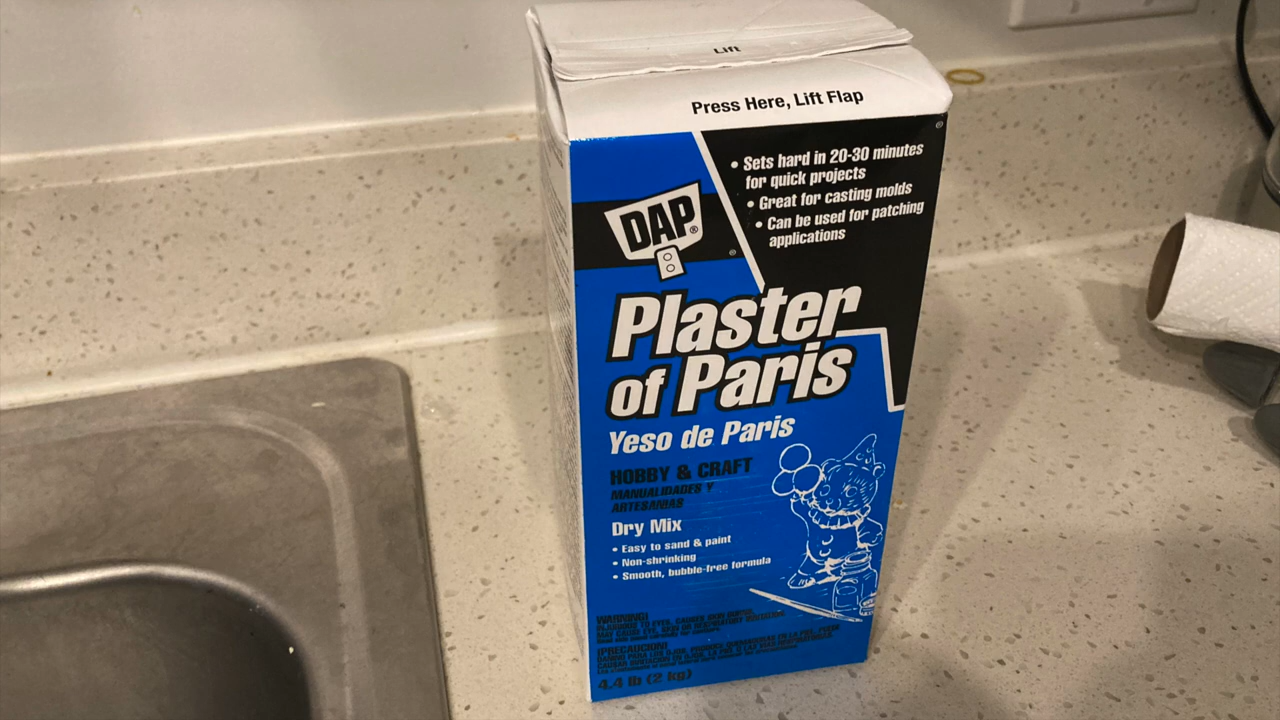 Lift
Press Here, Lift Flap
• Sets hard in 20-30 minutes
for quick projects
• Great for casting molds
• Can be used for patching
applications
DAP®
Plaster
of Paris
Yeso de Paris
HOBBY & CRAFT
MANUALIDADES Y
ARTESANIAS
Dry Mix
• Easy to sand & paint
• Non-shrinking
• Smooth, bubble-free formula
WARNING!
¡PRECAUCION!
4.4 lb (2 kg)